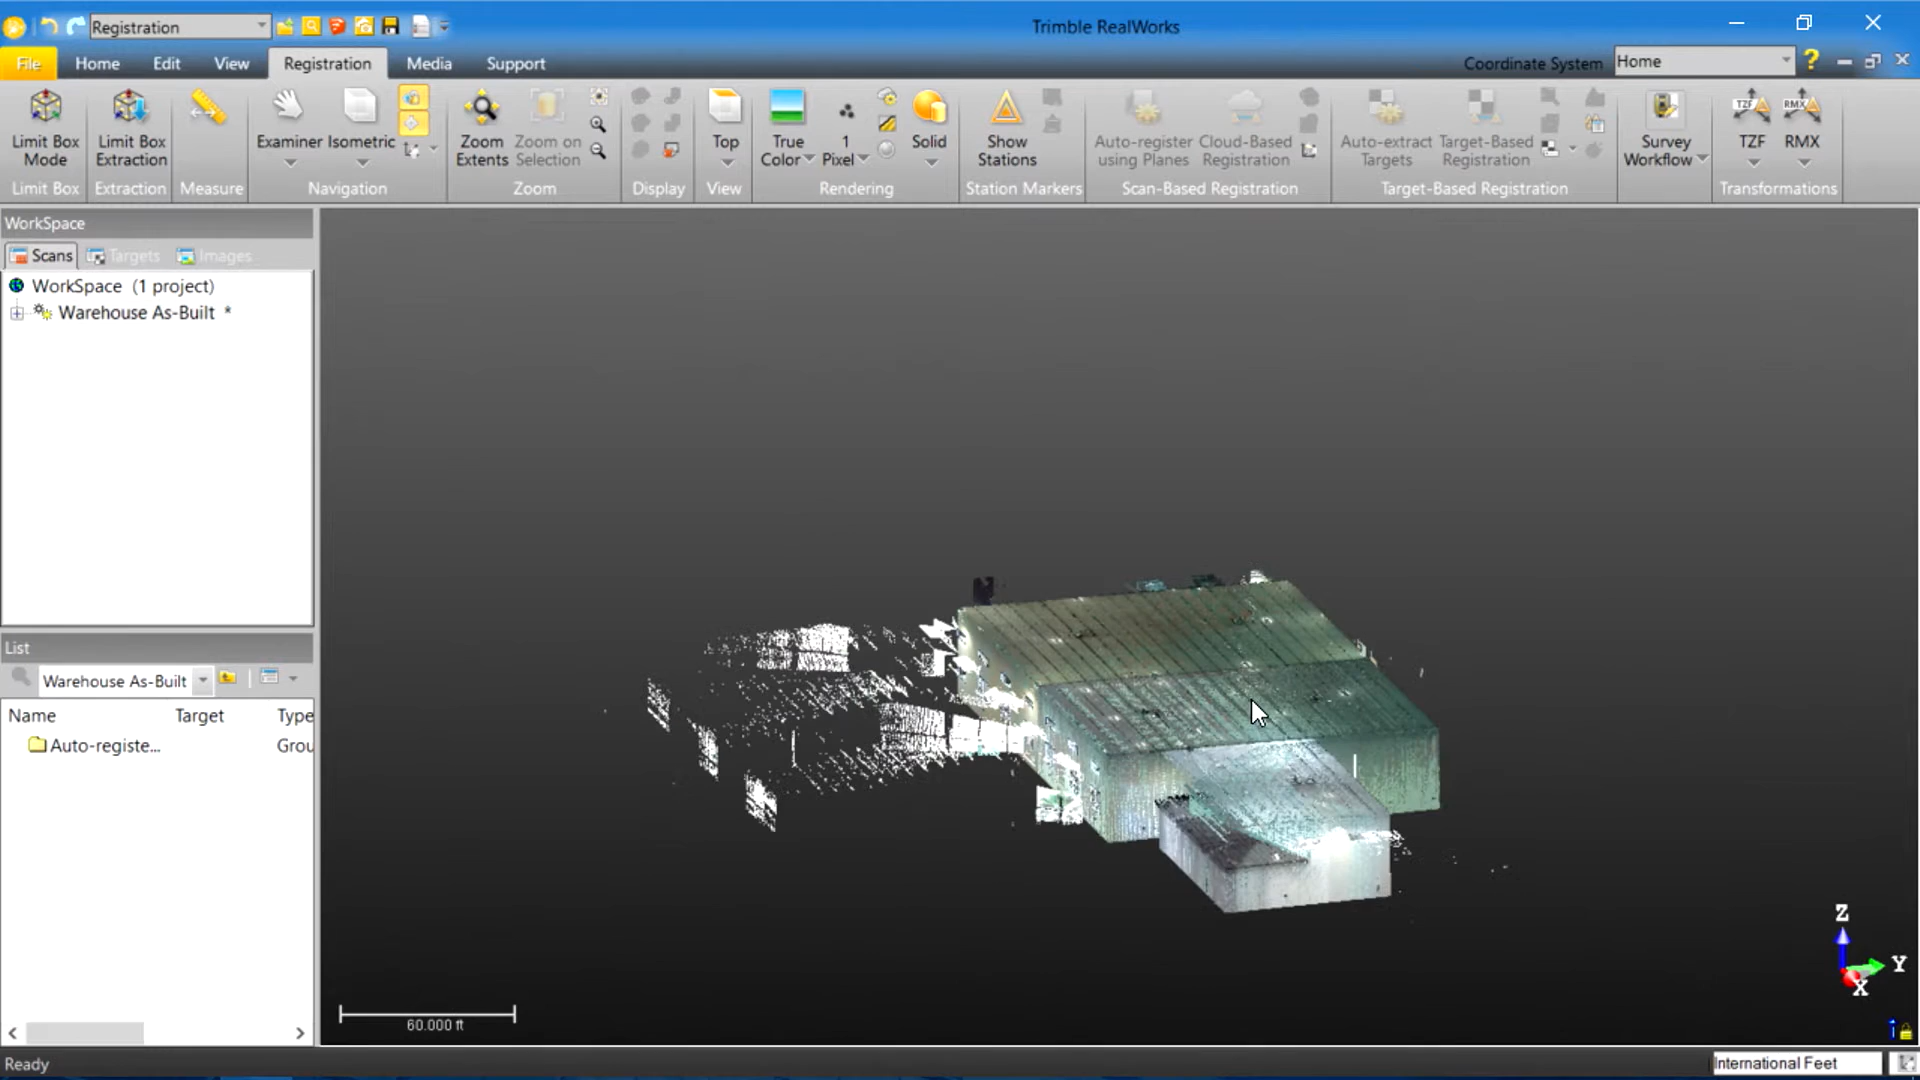 Registration
Trimble RealWorks
File Home Edit View Registration Media Support
Coordinate System Home ?
Limit Box Mode
Limit Box Extraction
Examiner Isometric
Zoom Extents
Zoom on Selection
Top
True Color
1 Pixel
Solid
Show Stations
Auto-register using Planes
Cloud-Based Registration
Auto-extract Targets
Target-Based Registration
Survey Workflow
TZF TZF
RMX RMX
Limit Box Extraction Measure Navigation Zoom Display View Rendering Station Markers Scan-Based Registration Target-Based Registration Transformations
WorkSpace
Scans Targets Images
WorkSpace (1 project)
Warehouse As-Built *
List
Warehouse As-Built
Name Target Type
Auto-registe... Grou
60.000 ft
Z
Y
X
Ready
International Feet